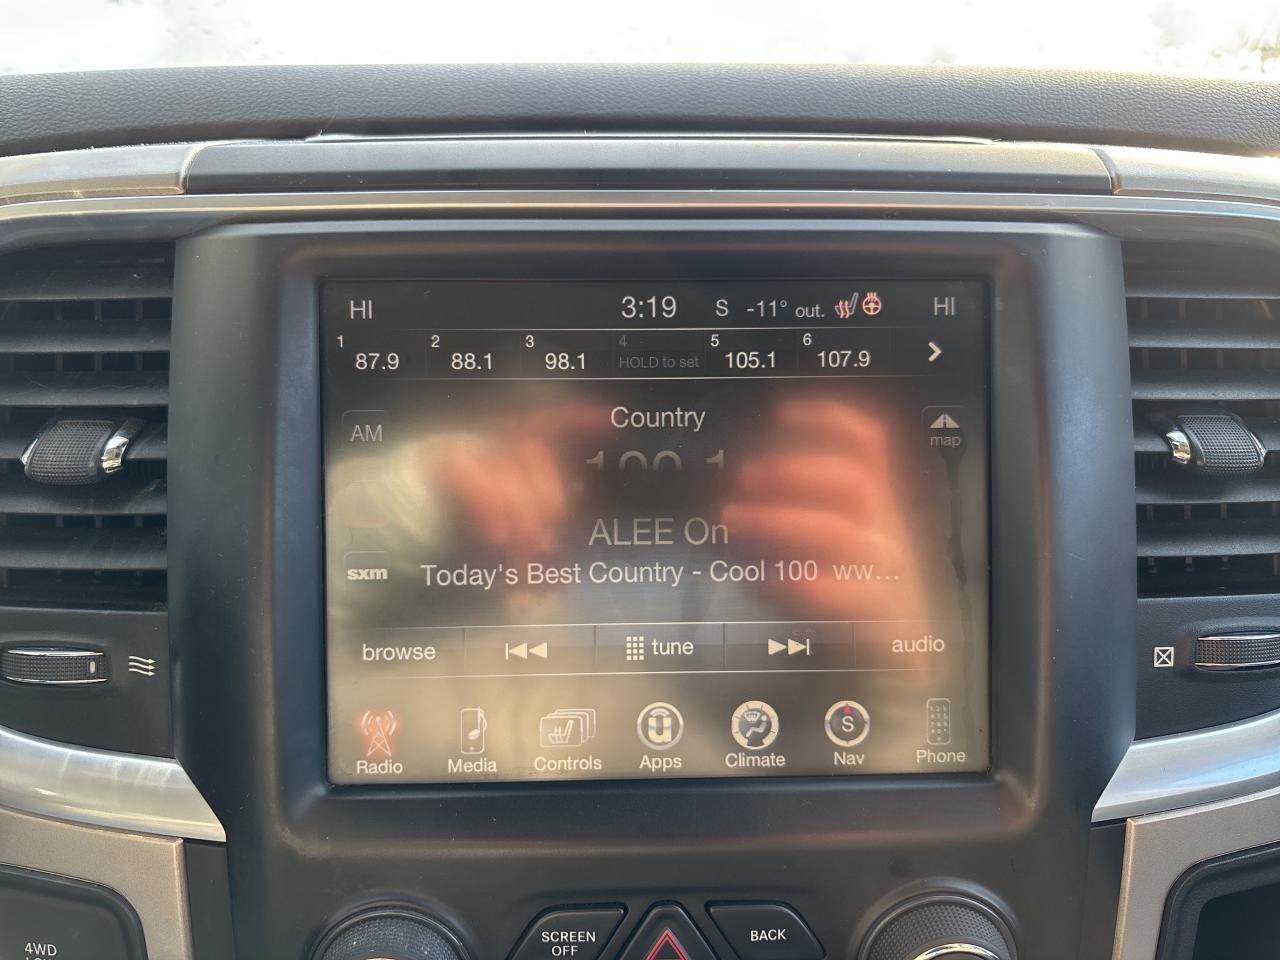 HI 3:19 S -11° out. HI
1 2 3 4 5 6
87.9 88.1 98.1 HOLD to set 105.1 107.9
Country
AM
map
100.1
ALEE On
sxm
Today's Best Country - Cool 100 ww...
browse tune audio
S
Radio Media Controls Apps Climate Nav Phone
4WD
SCREEN
OFF
BACK